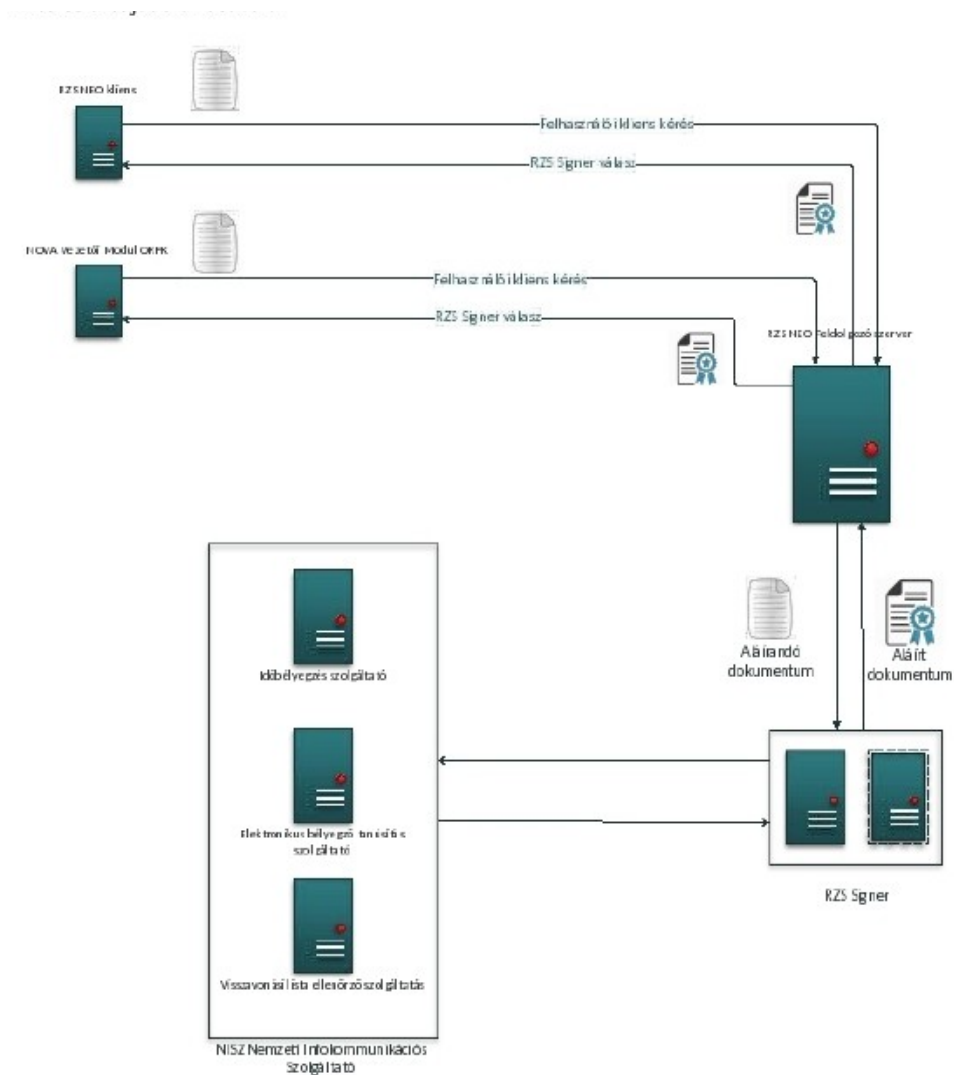 RZS NEO kliens
Felhasználói kliens kérés
RZS Signer válasz
NOVA Vezetői Modul ORFK
Felhasználói kliens kérés
RZS Signer válasz
RZS NEO Feldolgozó szerver
Aláírandó
dokumentum
Aláírt
dokumentum
Időbélyegzés szolgáltató
Elektronikus bélyegző tanúsítás
szolgáltató
RZS Signer
Visszavonási lista ellenőrző szolgáltatás
NISZ Nemzeti Infokommunikációs
Szolgáltató